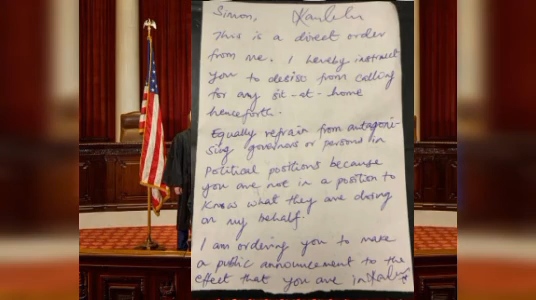 Simon,
This is a direct order
from me. I hereby instruct
you to decist from calling
for any sit-at-home
henceforth.
Equally refrain from antagoni-
sing governors or persons in
political positions because
you are not in a position to
know what they are doing
on my behalf.
I am ordering you to make
a public announcement to the
effect that you are in